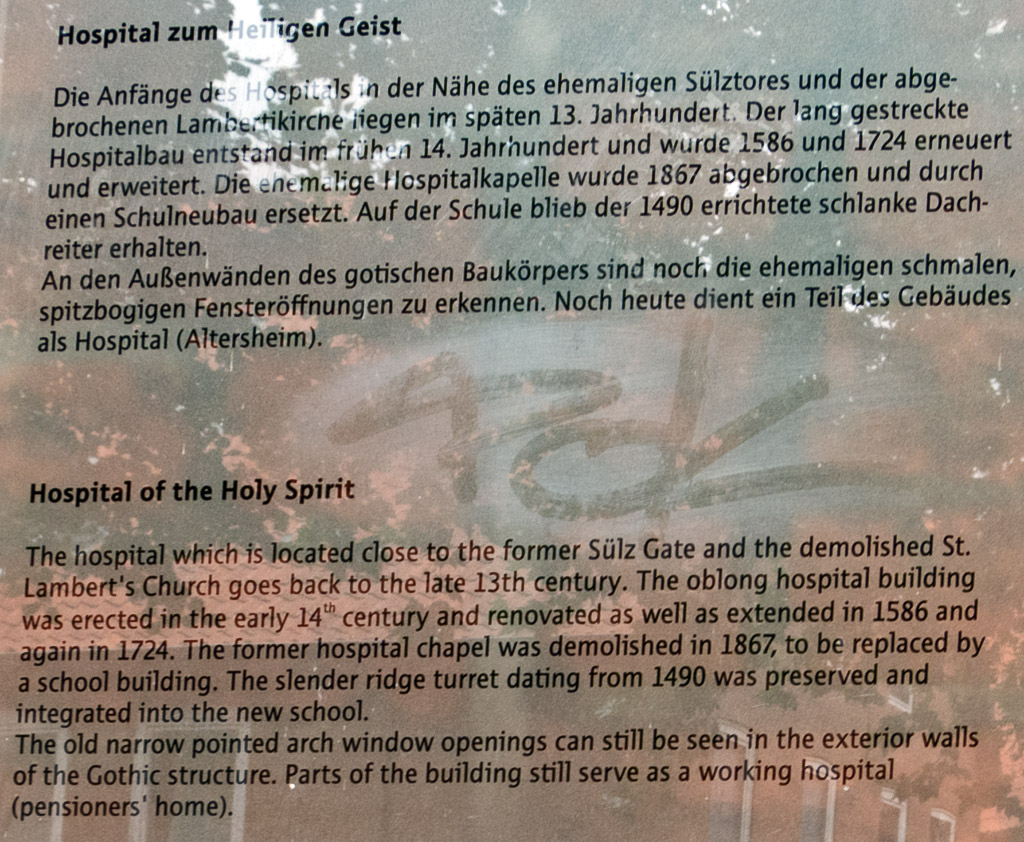 Hospital zum Heiligen Geist
Die Anfänge des Hospitals in der Nähe des ehemaligen Sülztores und der abge-
brochenen Lambertikirche liegen im späten 13. Jahrhundert. Der lang gestreckte
Hospitalbau entstand im frühen 14. Jahrhundert und wurde 1586 und 1724 erneuert
und erweitert. Die ehemalige Hospitalkapelle wurde 1867 abgebrochen und durch
einen Schulneubau ersetzt. Auf der Schule blieb der 1490 errichtete schlanke Dach-
reiter erhalten.
An den Außenwänden des gotischen Baukörpers sind noch die ehemaligen schmalen,
spitzbogigen Fensteröffnungen zu erkennen. Noch heute dient ein Teil des Gebäudes
als Hospital (Altersheim).
Hospital of the Holy Spirit
The hospital which is located close to the former Sülz Gate and the demolished St.
Lambert's Church goes back to the late 13th century. The oblong hospital building
was erected in the early 14th century and renovated as well as extended in 1586 and
again in 1724. The former hospital chapel was demolished in 1867, to be replaced by
a school building. The slender ridge turret dating from 1490 was preserved and
integrated into the new school.
The old narrow pointed arch window openings can still be seen in the exterior walls
of the Gothic structure. Parts of the building still serve as a working hospital
(pensioners' home).